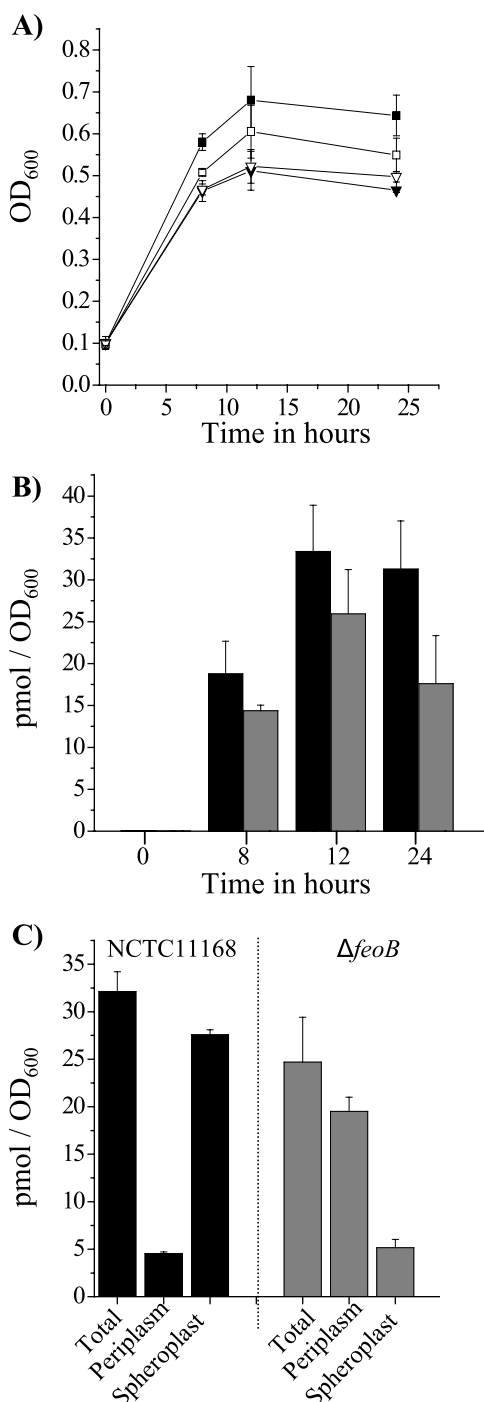 A)
0.8
0.7
0.6
0.5
0.4
0.3
0.2
0.1
0.0
OD600
0 5 10 15 20 25
Time in hours
B)
40
35
30
25
20
15
10
5
0
pmol / OD600
0 8 12 24
Time in hours
C)
NCTC11168 ΔfeoB
35
30
25
20
15
10
5
0
pmol / OD600
Total
Periplasm
Spheroplast
Total
Periplasm
Spheroplast